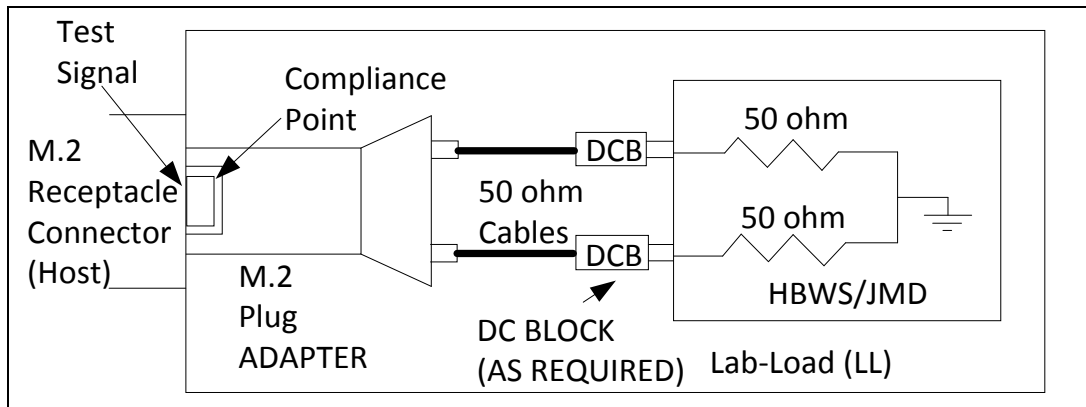 Test
Signal
Compliance
Point
M.2
Receptacle
Connector
(Host)
M.2
Plug
ADAPTER
50 ohm
Cables
DCB
DCB
DC BLOCK
(AS REQUIRED)
50 ohm
50 ohm
HBWS/JMD
Lab-Load (LL)